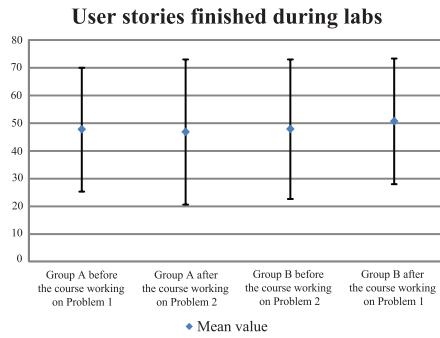 User stories finished during labs
80
70
60
50
40
30
20
10
0
Group A before
the course working
on Problem 1
Group A after
the course working
on Problem 2
Group B before
the course working
on Problem 2
Group B after
the course working
on Problem 1
Mean value